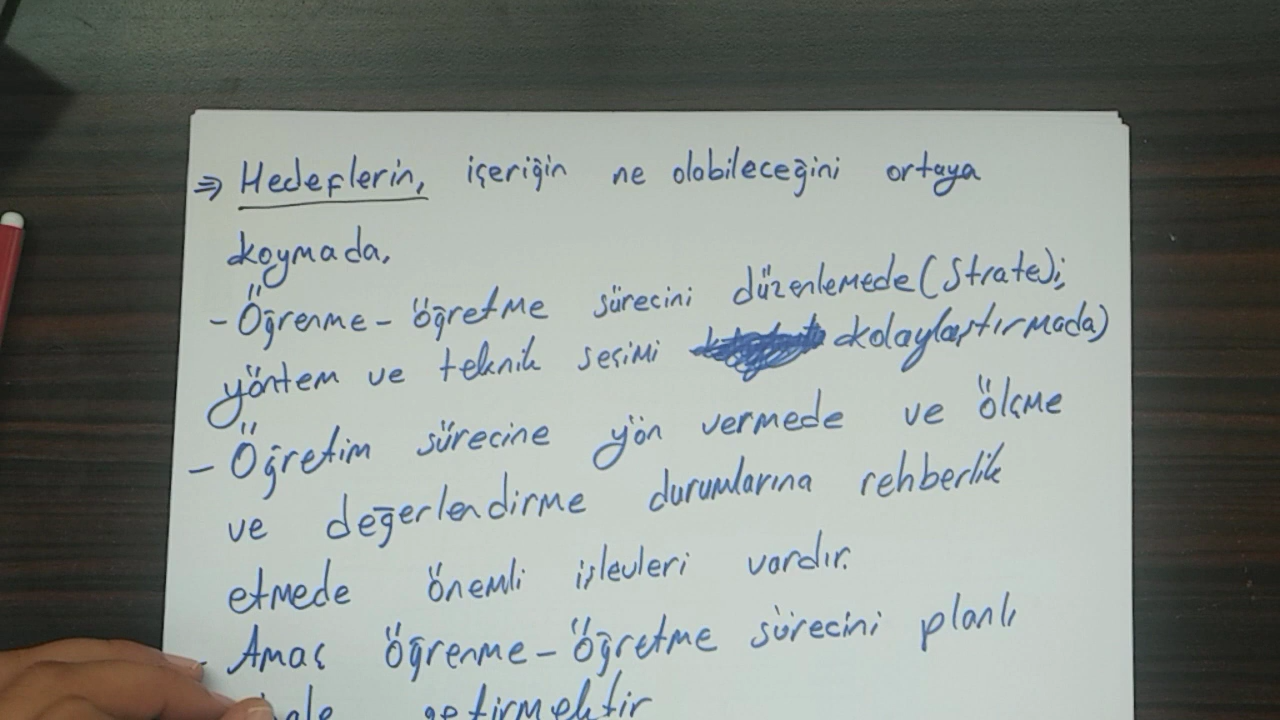 ⇒ Hedeflerin, içeriğin ne olabileceğini ortaya
koymada,
- Öğrenme - öğretme sürecini düzenlemede (Strateji;
yöntem ve teknik seçimi kolaylaştırmada)
- Öğretim sürecine yön vermede ve ölçme
ve değerlendirme durumlarına rehberlik
etmede önemli işlevleri vardır.
- Amaç öğrenme - öğretme sürecini planlı
getirmektir